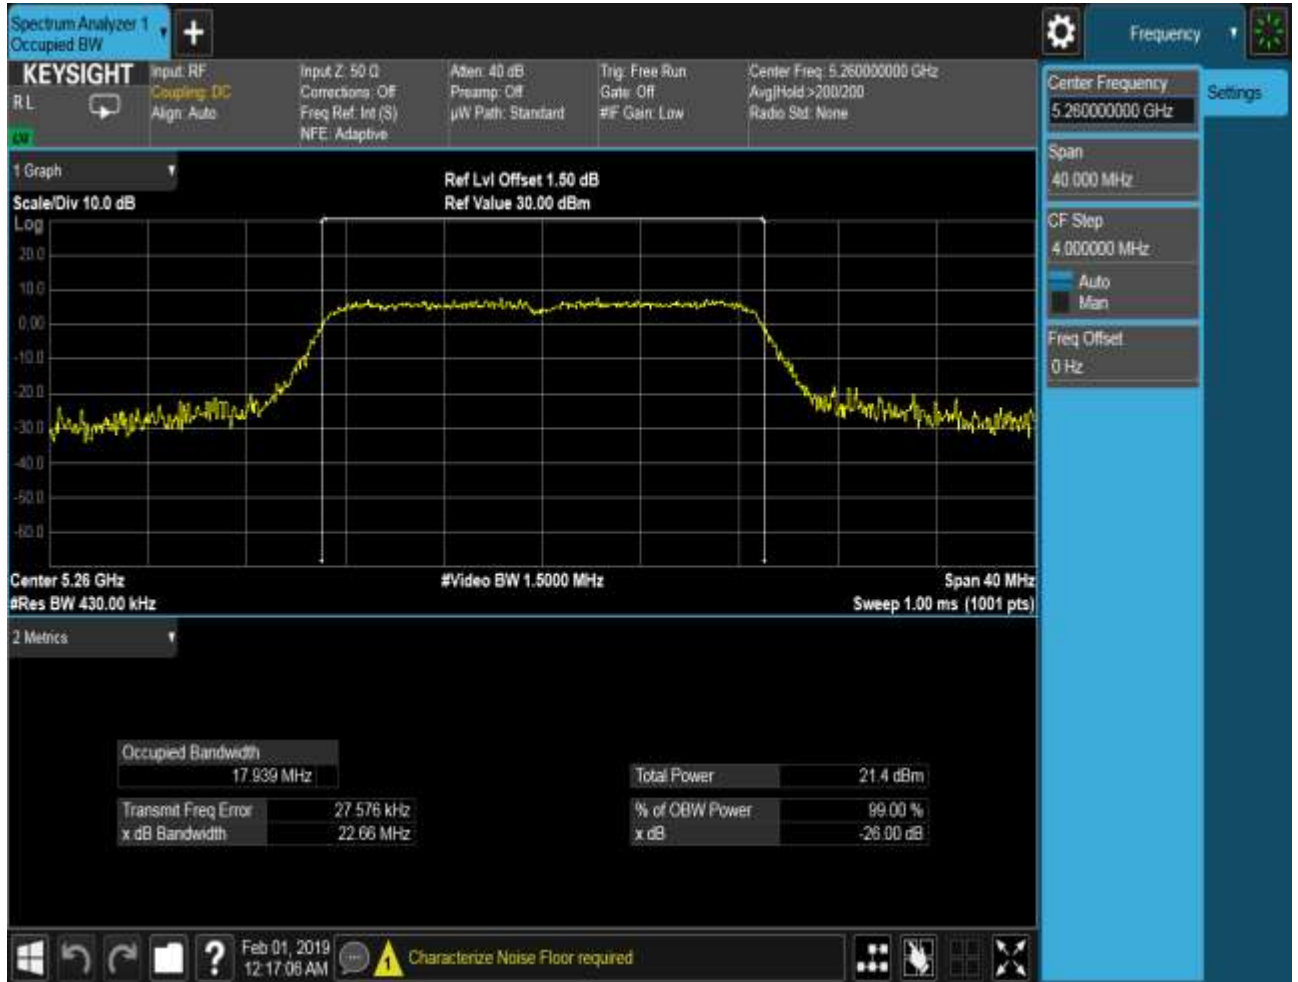 Spectrum Analyzer 1
Occupied BW
+
Frequency
KEYSIGHT
RL
Input: RF
Coupling: DC
Align: Auto
Input Z: 50 Ω
Corrections: Off
Freq Ref: Int (S)
NFE: Adaptive
Atten: 40 dB
Preamp: Off
µW Path: Standard
Trig: Free Run
Gate: Off
#IF Gain: Low
Center Freq: 5.260000000 GHz
Avg|Hold:>200/200
Radio Std: None
Center Frequency
5.260000000 GHz
Settings
Span
40.000 MHz
CF Step
4.000000 MHz
Auto
Man
Freq Offset
0 Hz
1 Graph
Scale/Div 10.0 dB
Ref Lvl Offset 1.50 dB
Ref Value 30.00 dBm
Log
20.0
10.0
0.00
-10.0
-20.0
-30.0
-40.0
-50.0
-60.0
Center 5.26 GHz
#Video BW 1.5000 MHz
Span 40 MHz
#Res BW 430.00 kHz
Sweep 1.00 ms (1001 pts)
2 Metrics
Occupied Bandwidth
17.939 MHz
Total Power
21.4 dBm
Transmit Freq Error
27.576 kHz
% of OBW Power
99.00 %
x dB Bandwidth
22.66 MHz
x dB
-26.00 dB
?
Feb 01, 2019
12:17:06 AM
1
Characterize Noise Floor required